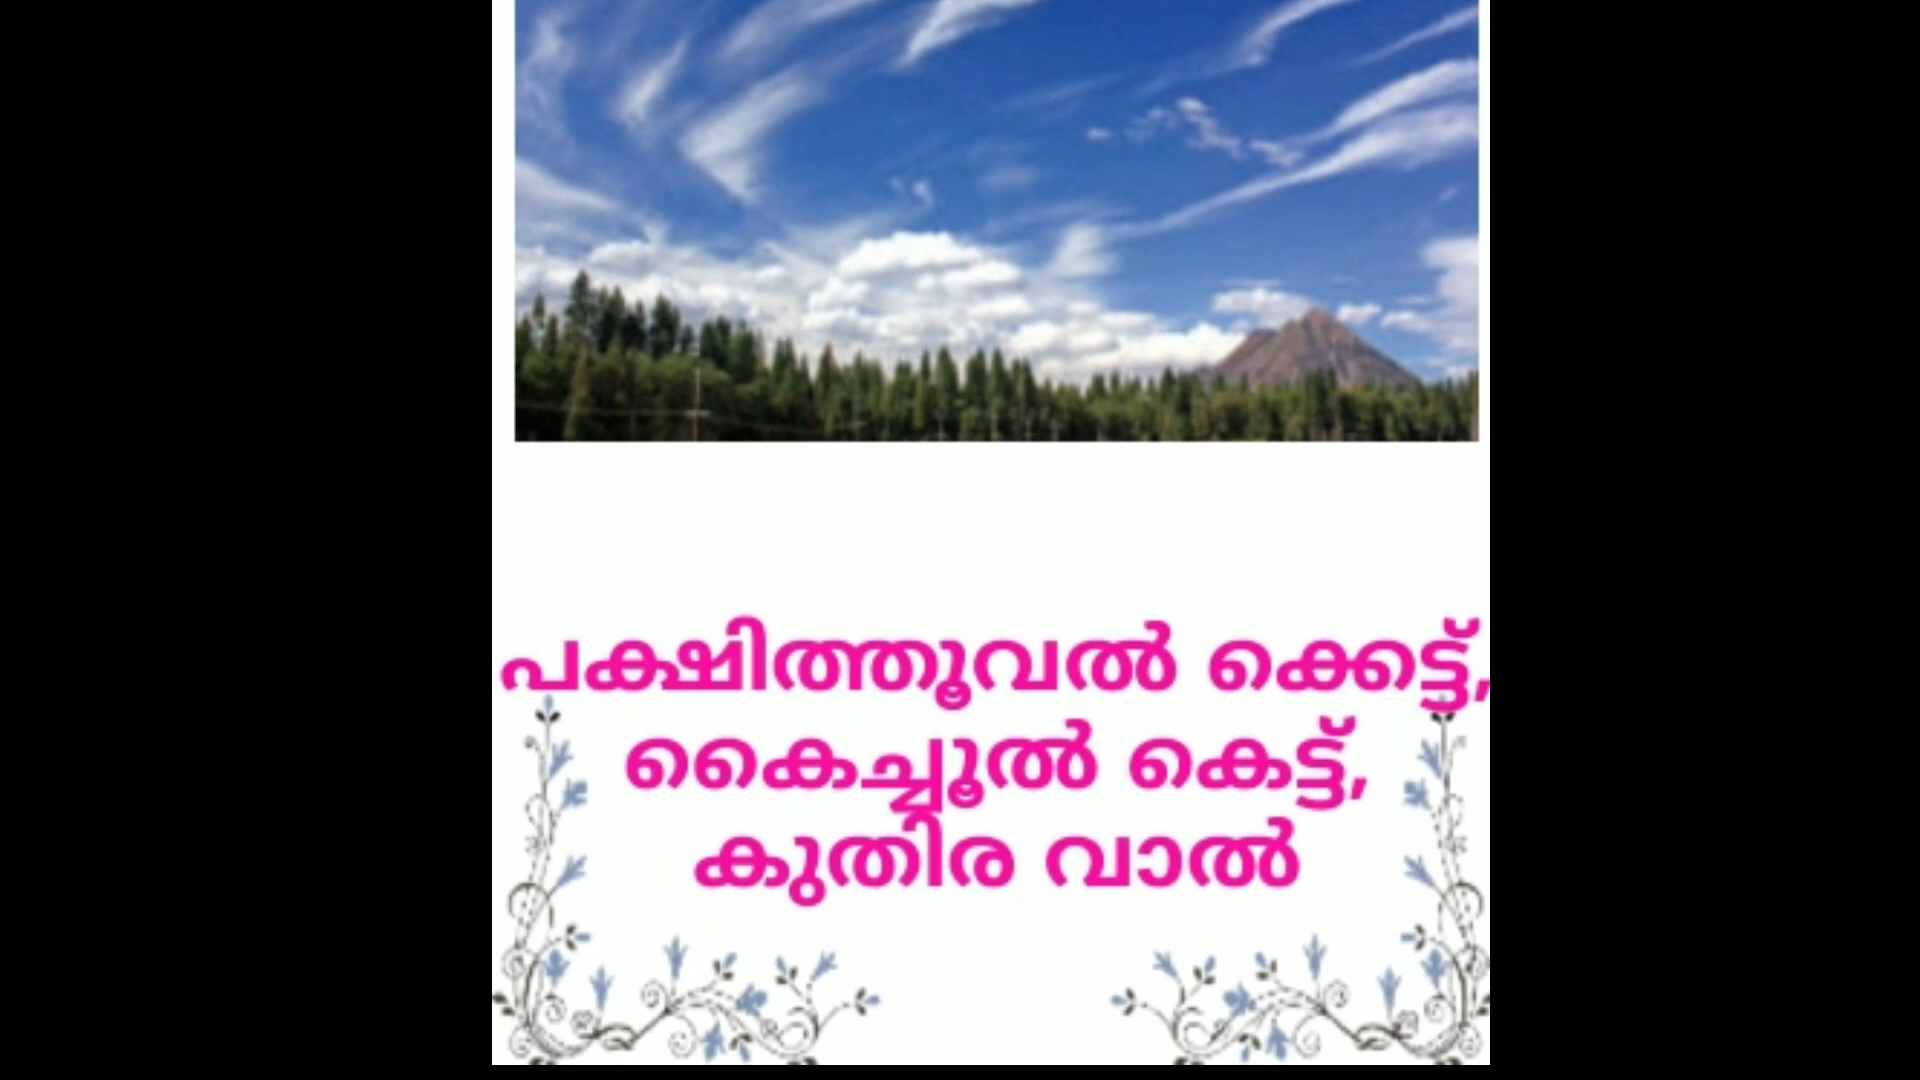 പക്ഷിത്തൂവൽ ക്കെട്ട്,
കൈച്ചൂൽ കെട്ട്,
കുതിര വാൽ